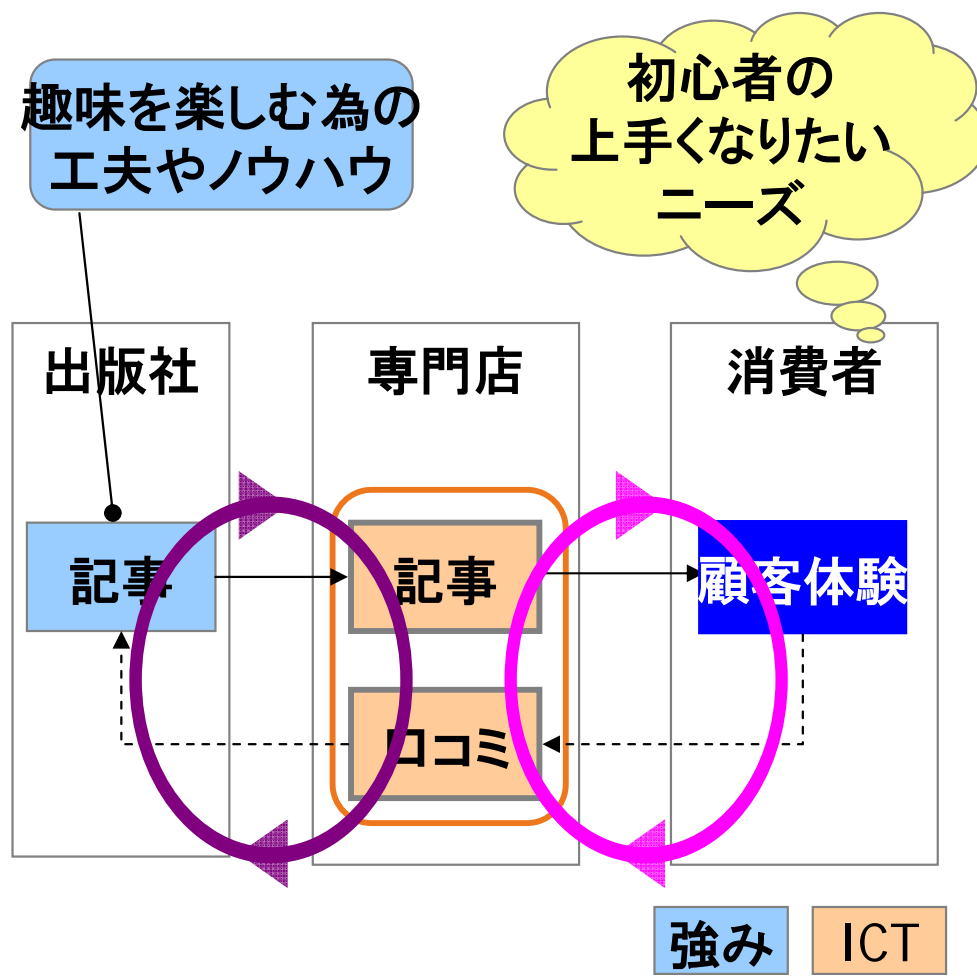 趣味を楽しむ為の
工夫やノウハウ
初心者の
上手くなりたい
ニーズ
出版社
専門店
消費者
記事
記事
顧客体験
口コミ
強み
ICT